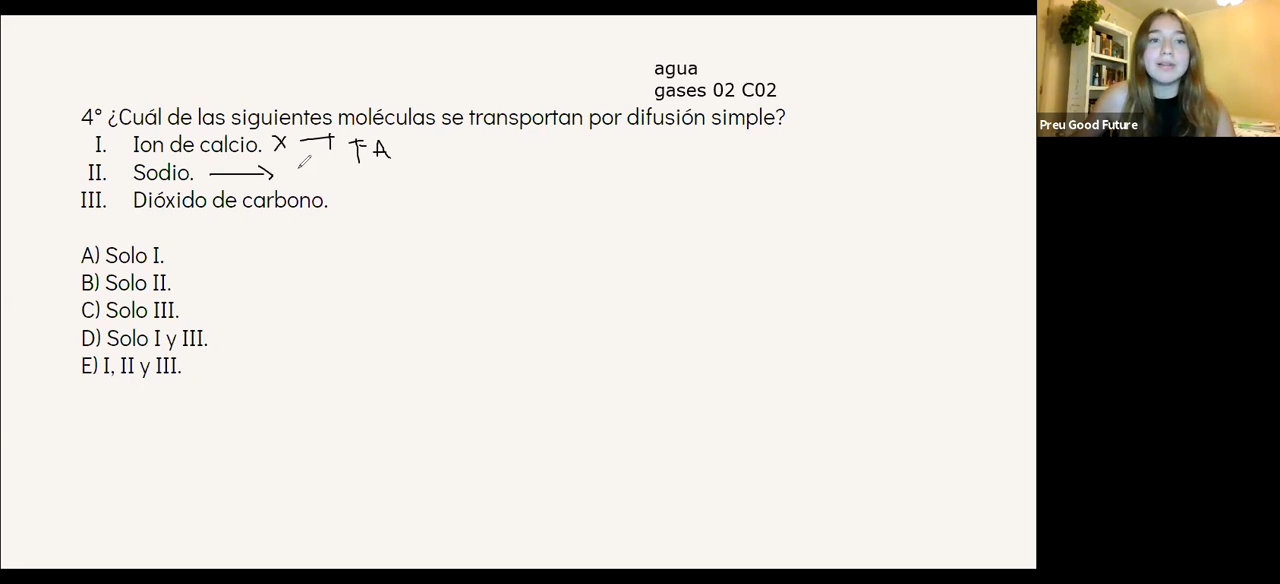 agua
gases 02 C02
4° ¿Cuál de las siguientes moléculas se transportan por difusión simple?
I. Ion de calcio. X → TA
II. Sodio. →
III. Dióxido de carbono.
A) Solo I.
B) Solo II.
C) Solo III.
D) Solo I y III.
E) I, II y III.
Preu Good Future